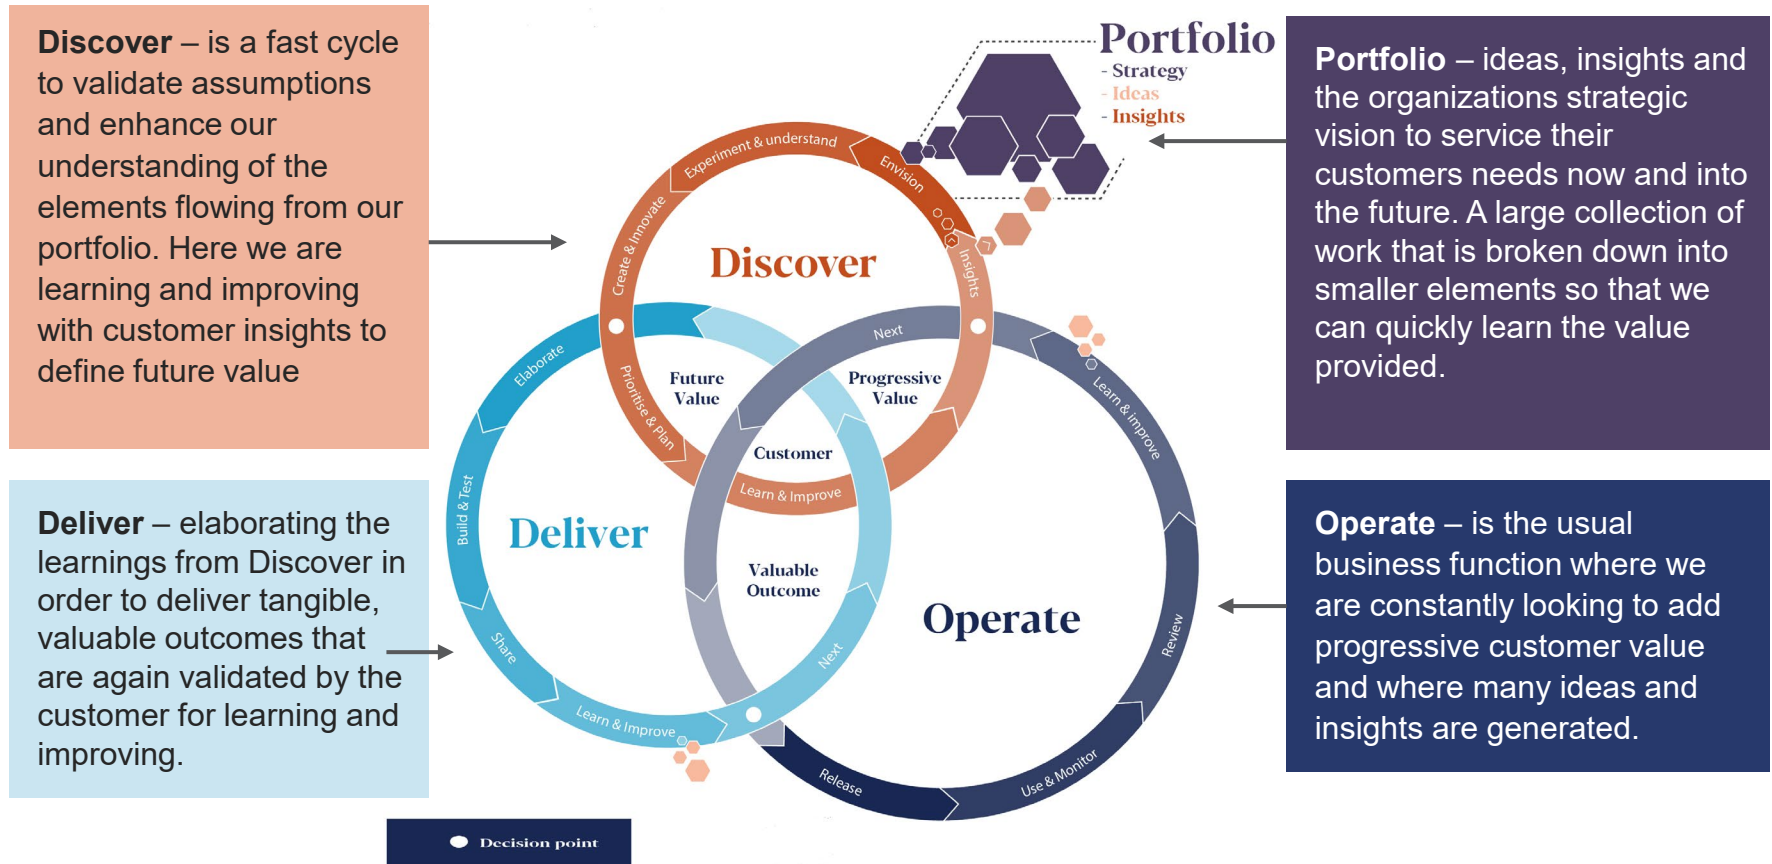 Discover – is a fast cycle
to validate assumptions
and enhance our
understanding of the
elements flowing from our
portfolio. Here we are
learning and improving
with customer insights to
define future value
Deliver – elaborating the
learnings from Discover in
order to deliver tangible,
valuable outcomes that
are again validated by the
customer for learning and
improving.
Portfolio
- Strategy
- Ideas
- Insights
Envision
Experiment & understand
Create & Innovate
Prioritise & Plan
Learn & Improve
Insights
Discover
Future
Value
Progressive
Value
Customer
Valuable
Outcome
Elaborate
Build & Test
Share
Learn & Improve
Next
Deliver
Release
Use & Monitor
Review
Learn & improve
Next
Operate
Decision point
Portfolio – ideas, insights and
the organizations strategic
vision to service their
customers needs now and into
the future. A large collection of
work that is broken down into
smaller elements so that we
can quickly learn the value
provided.
Operate – is the usual
business function where we
are constantly looking to add
progressive customer value
and where many ideas and
insights are generated.